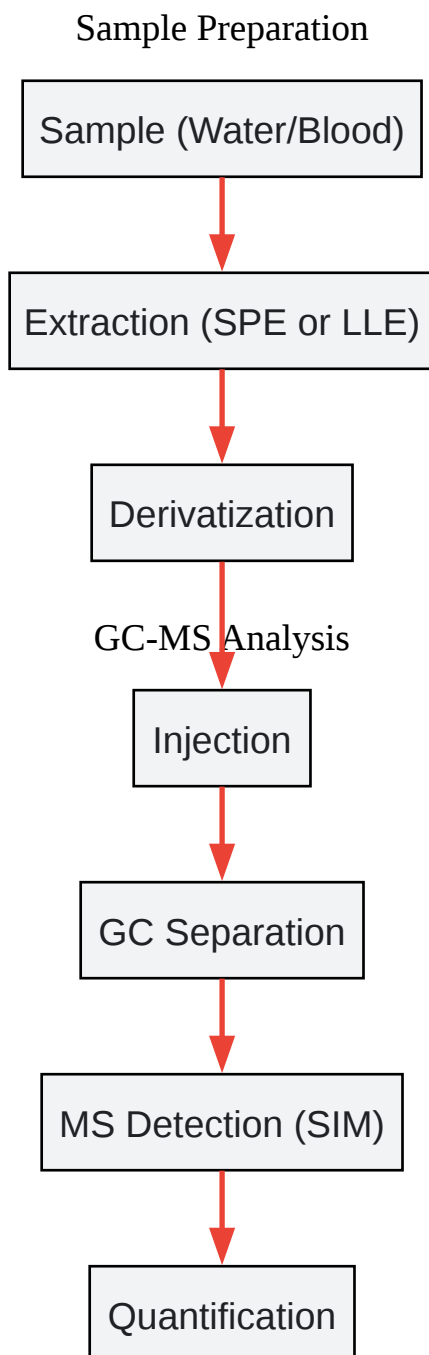 Sample Preparation
Sample (Water/Blood)
Extraction (SPE or LLE)
Derivatization
GC-MS Analysis
Injection
GC Separation
MS Detection (SIM)
Quantification